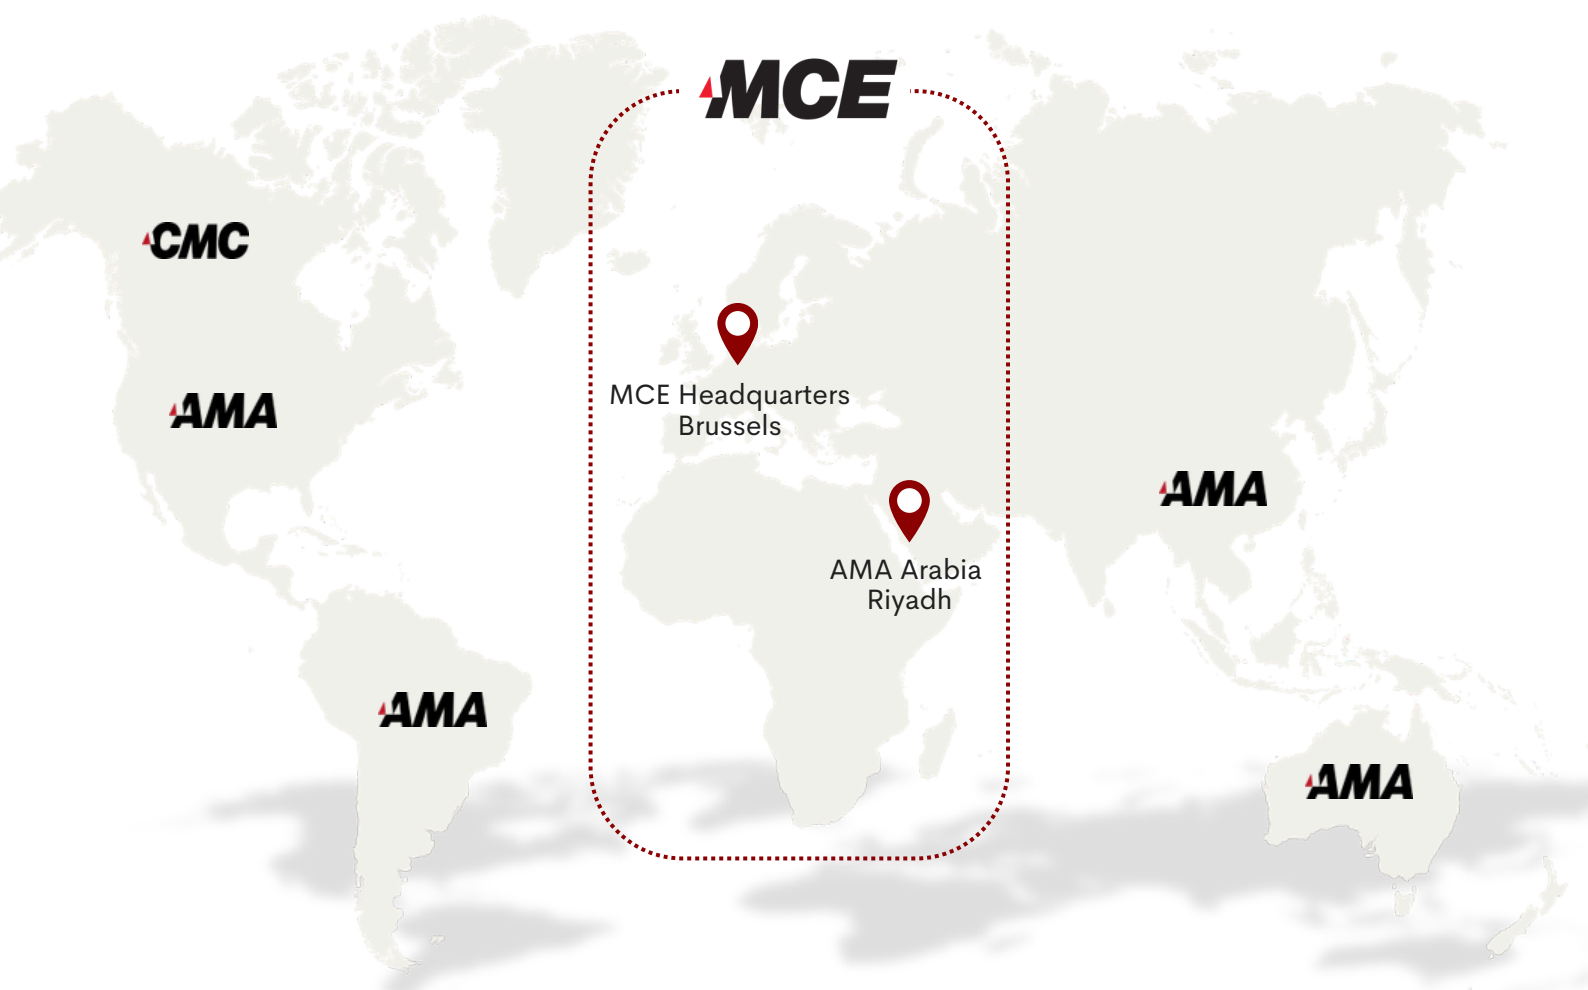 MCE
CMC
MCE Headquarters
Brussels
AMA
AMA
AMA Arabia
Riyadh
AMA
AMA